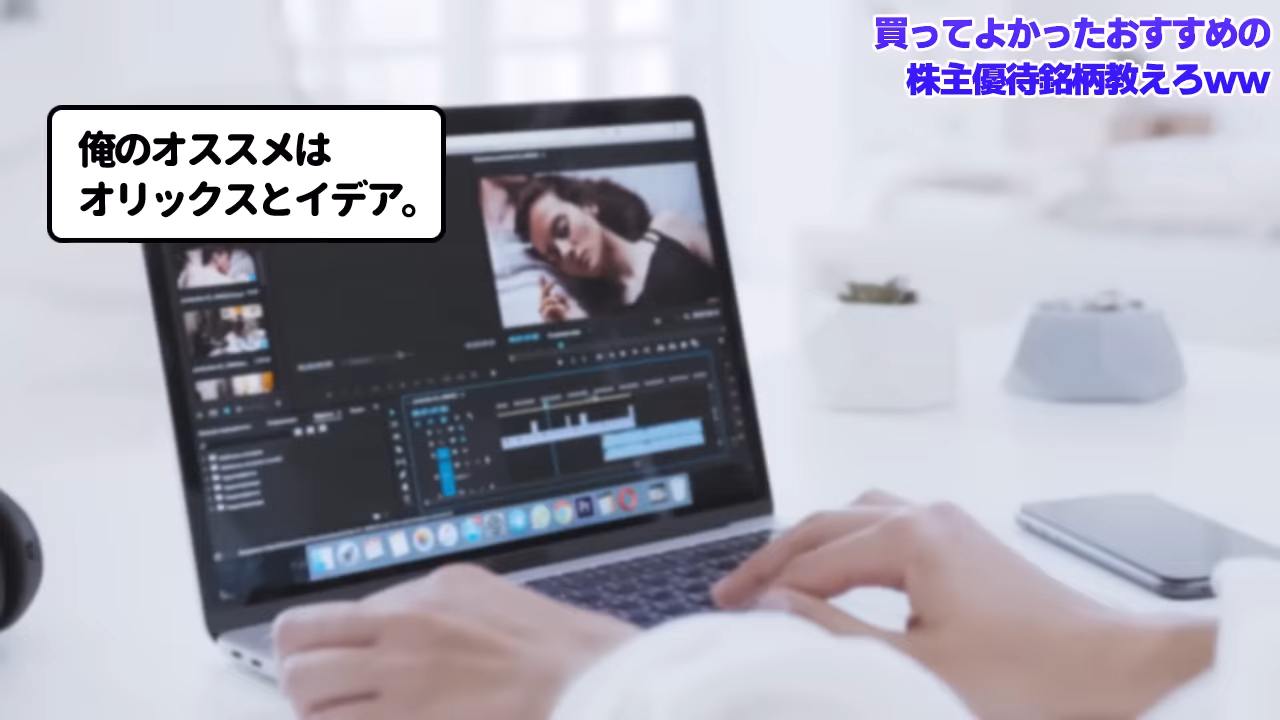 買ってよかったおすすめの
株主優待銘柄教えろww
俺のオススメは
オリックスとイデア。